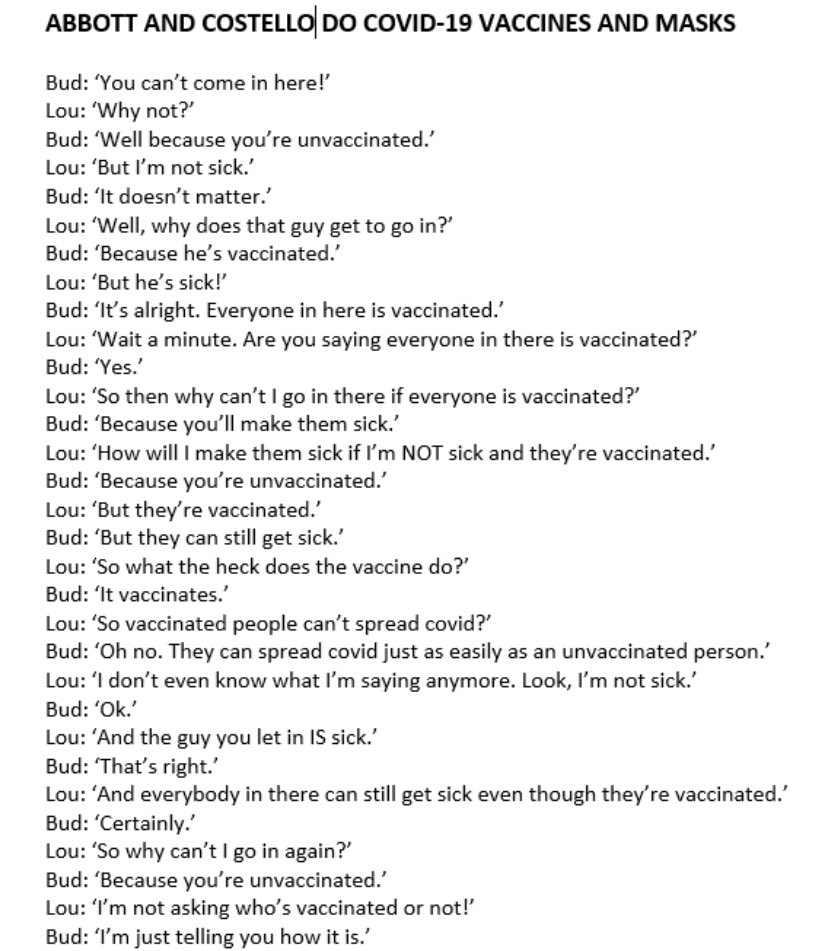 ABBOTT AND COSTELLO DO COVID-19 VACCINES AND MASKS
Bud: ‘You can’t come in here!’
Lou: ‘Why not?’
Bud: ‘Well because you’re unvaccinated.’
Lou: ‘But I’m not sick.’
Bud: ‘It doesn’t matter.’
Lou: ‘Well, why does that guy get to go in?’
Bud: ‘Because he’s vaccinated.’
Lou: ‘But he’s sick!’
Bud: ‘It’s alright. Everyone in here is vaccinated.’
Lou: ‘Wait a minute. Are you saying everyone in there is vaccinated?’
Bud: ‘Yes.’
Lou: ‘So then why can’t I go in there if everyone is vaccinated?’
Bud: ‘Because you’ll make them sick.’
Lou: ‘How will I make them sick if I’m NOT sick and they’re vaccinated.’
Bud: ‘Because you’re unvaccinated.’
Lou: ‘But they’re vaccinated.’
Bud: ‘But they can still get sick.’
Lou: ‘So what the heck does the vaccine do?’
Bud: ‘It vaccinates.’
Lou: ‘So vaccinated people can’t spread covid?’
Bud: ‘Oh no. They can spread covid just as easily as an unvaccinated person.’
Lou: ‘I don’t even know what I’m saying anymore. Look, I’m not sick.’
Bud: ‘Ok.’
Lou: ‘And the guy you let in IS sick.’
Bud: ‘That’s right.’
Lou: ‘And everybody in there can still get sick even though they’re vaccinated.’
Bud: ‘Certainly.’
Lou: ‘So why can’t I go in again?’
Bud: ‘Because you’re unvaccinated.’
Lou: ‘I’m not asking who’s vaccinated or not!’
Bud: ‘I’m just telling you how it is.’